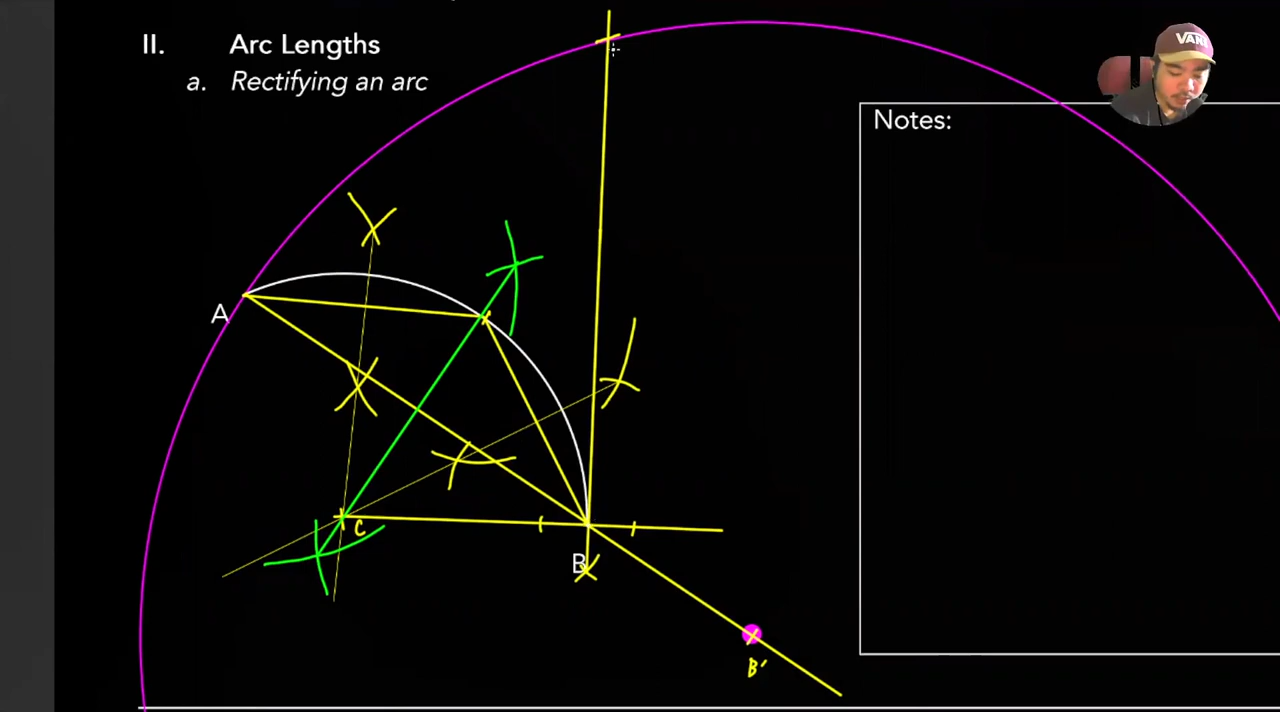 II. Arc Lengths
a. Rectifying an arc
VANS
Notes:
A
C
B
B'